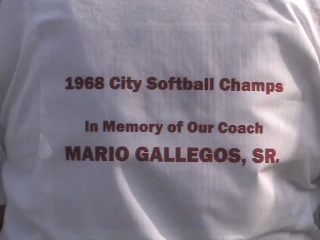 1968 City Softball Champs
In Memory of Our Coach
MARIO GALLEGOS, SR.